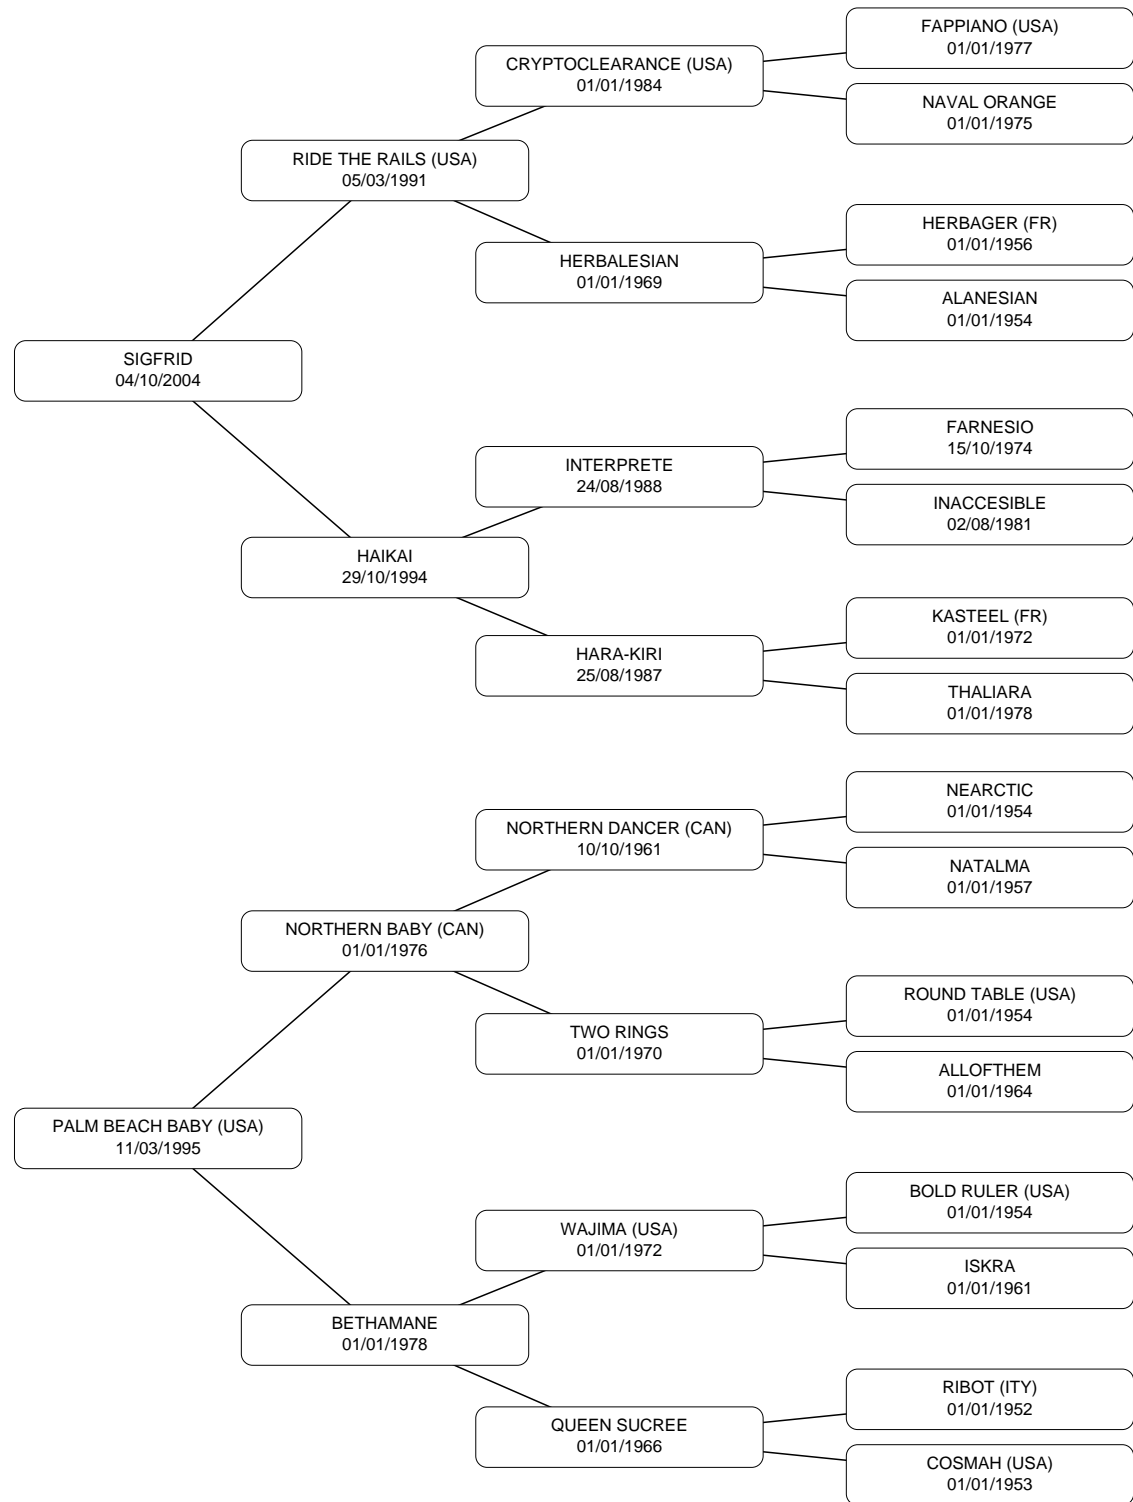 FAPPIANO (USA)
01/01/1977
CRYPTOCLEARANCE (USA)
01/01/1984
NAVAL ORANGE
01/01/1975
RIDE THE RAILS (USA)
05/03/1991
HERBAGER (FR)
01/01/1956
HERBALESIAN
01/01/1969
ALANESIAN
01/01/1954
SIGFRID
04/10/2004
FARNESIO
15/10/1974
INTERPRETE
24/08/1988
INACCESIBLE
02/08/1981
HAIKAI
29/10/1994
KASTEEL (FR)
01/01/1972
HARA-KIRI
25/08/1987
THALIARA
01/01/1978
NEARCTIC
01/01/1954
NORTHERN DANCER (CAN)
10/10/1961
NATALMA
01/01/1957
NORTHERN BABY (CAN)
01/01/1976
ROUND TABLE (USA)
01/01/1954
TWO RINGS
01/01/1970
ALLOFTHEM
01/01/1964
PALM BEACH BABY (USA)
11/03/1995
BOLD RULER (USA)
01/01/1954
WAJIMA (USA)
01/01/1972
ISKRA
01/01/1961
BETHAMANE
01/01/1978
RIBOT (ITY)
01/01/1952
QUEEN SUCREE
01/01/1966
COSMAH (USA)
01/01/1953